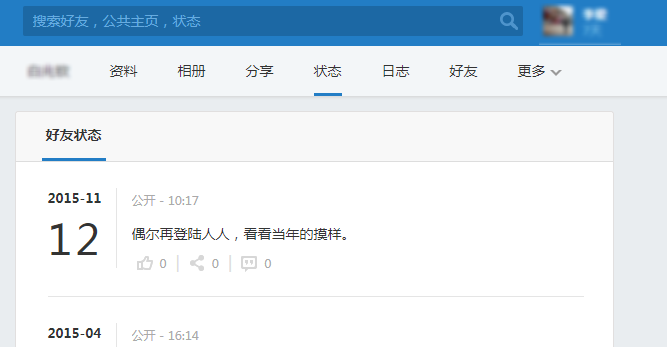 搜索好友，公共主页，状态
资料 相册 分享 状态 日志 好友 更多
好友状态
2015-11
12
公开 - 10:17
偶尔再登陆人人，看看当年的摸样。
0 0 0
2015-04
公开 - 16:14